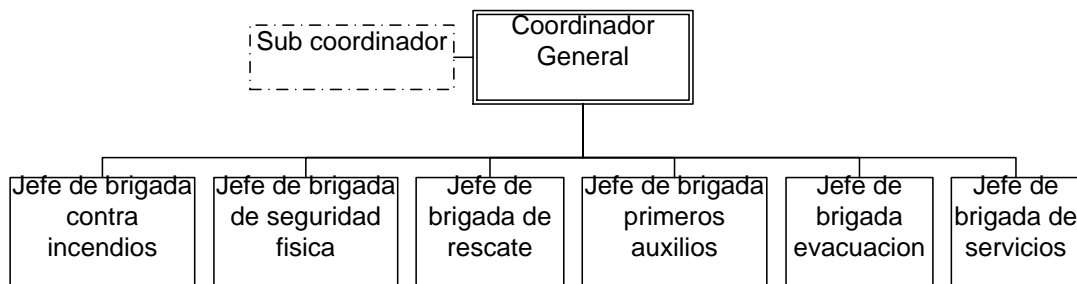 Sub coordinador
Coordinador
General
Jefe de brigada
contra
incendios
Jefe de brigada
de seguridad
fisica
Jefe de
brigada de
rescate
Jefe de brigada
primeros
auxilios
Jefe de
brigada
evacuacion
Jefe de
brigada de
servicios